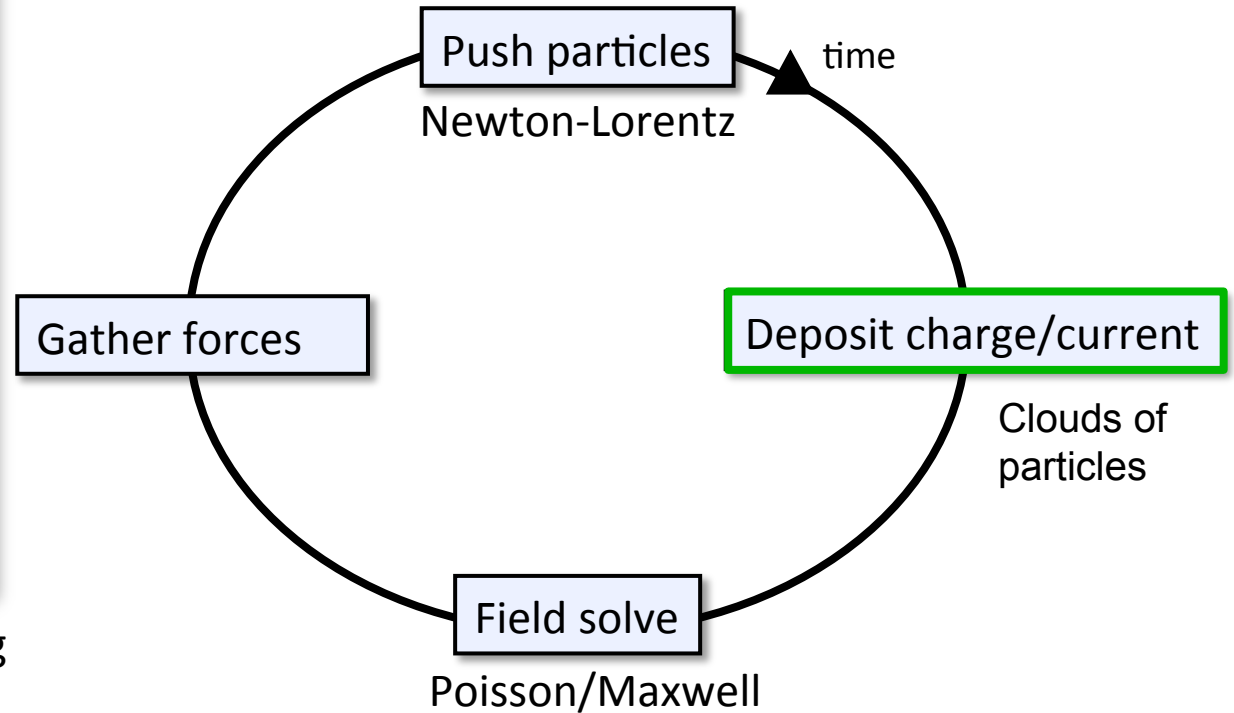 Push particles
time
Newton-Lorentz
Gather forces
Deposit charge/current
Clouds of
particles
Field solve
g
Poisson/Maxwell